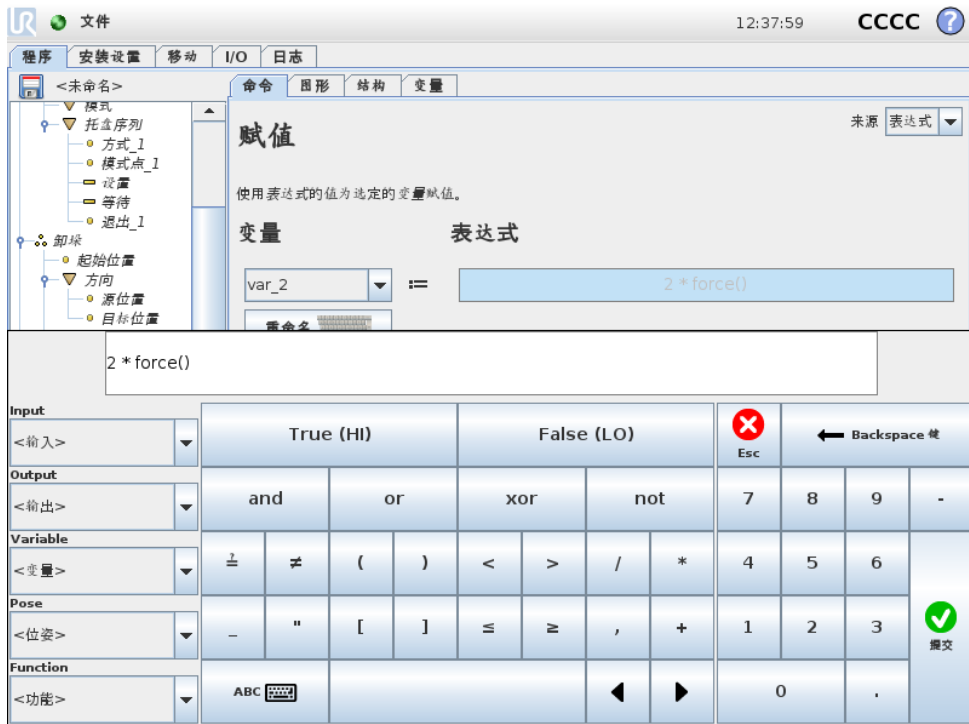 UR 文件 12:37:59 CCCC ?
程序 安装设置 移动 I/O 日志
<未命名> 命令 图形 结构 变量
模式
托盘序列
方式_1
模式点_1
设置
等待
退出_1
卸垛
起始位置
方向
源位置
目标位置
赋值
来源 表达式
使用表达式的值为选定的变量赋值。
变量 表达式
var_2 := 2 * force()
重命名
2 * force()
Input
<输入>
Output
<输出>
Variable
<变量>
Pose
<位姿>
Function
<功能>
True (HI) False (LO) Esc Backspace 键
and or xor not 7 8 9 -
≟ ≠ ( ) < > / * 4 5 6
_ " [ ] ≤ ≥ , + 1 2 3 提交
ABC 0 .